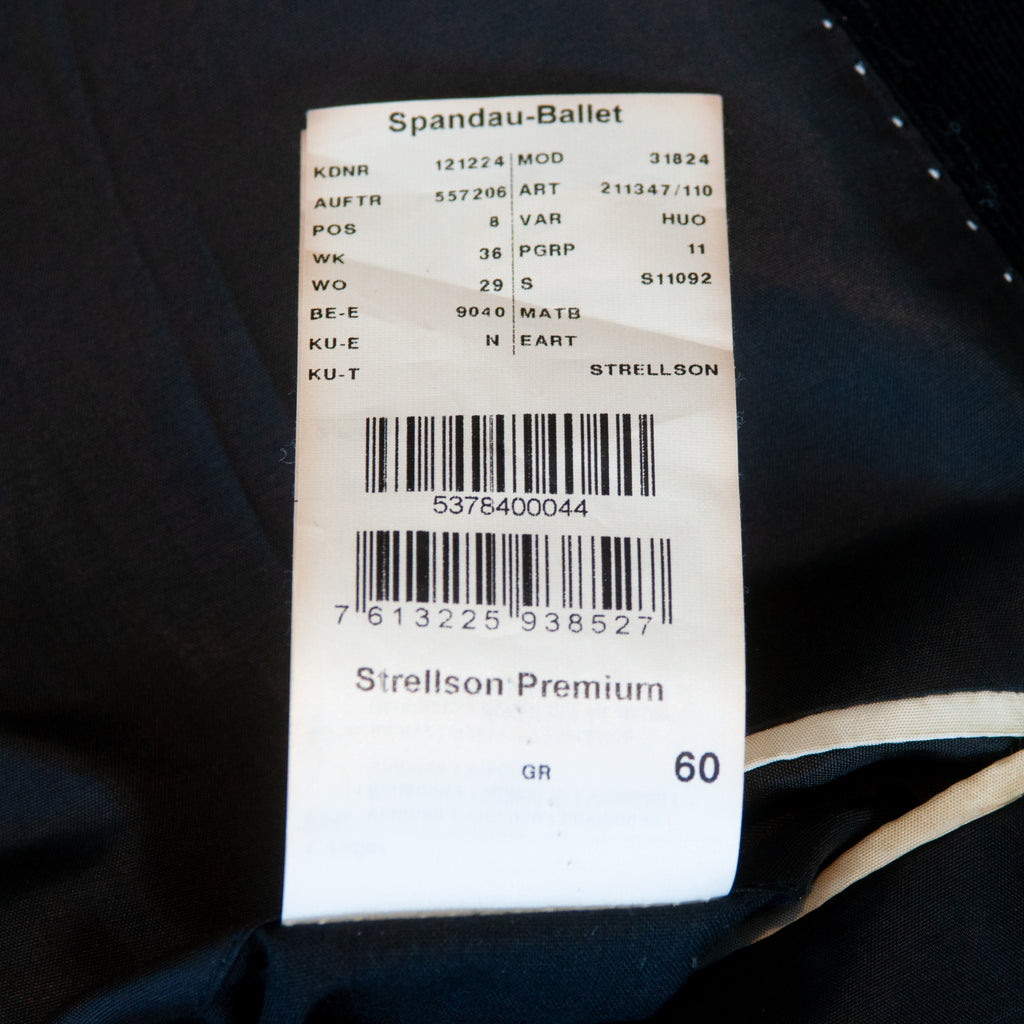 Spandau-Ballet
KDNR 121224 MOD 31824
AUFTR 557206 ART 211347/110
POS 8 VAR HUO
WK 36 PGRP 11
WO 29 S S11092
BE-E 9040 MATB
KU-E N EART
KU-T STRELLSON
5378400044
7 613225 938527
Strellson Premium
GR 60